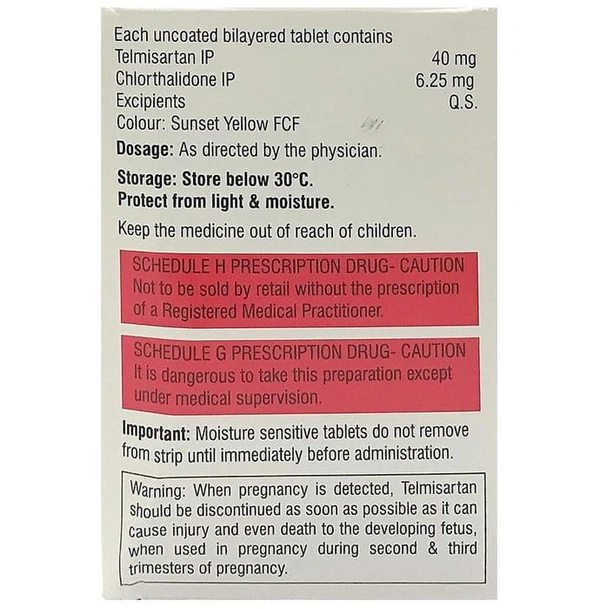 Each uncoated bilayered tablet contains
Telmisartan IP 40 mg
Chlorthalidone IP 6.25 mg
Excipients Q.S.
Colour: Sunset Yellow FCF
Dosage: As directed by the physician.
Storage: Store below 30°C.
Protect from light & moisture.
Keep the medicine out of reach of children.
SCHEDULE H PRESCRIPTION DRUG- CAUTION
Not to be sold by retail without the prescription
of a Registered Medical Practitioner.
SCHEDULE G PRESCRIPTION DRUG- CAUTION
It is dangerous to take this preparation except
under medical supervision.
Important: Moisture sensitive tablets do not remove
from strip until immediately before administration.
Warning: When pregnancy is detected, Telmisartan
should be discontinued as soon as possible as it can
cause injury and even death to the developing fetus,
when used in pregnancy during second & third
trimesters of pregnancy.